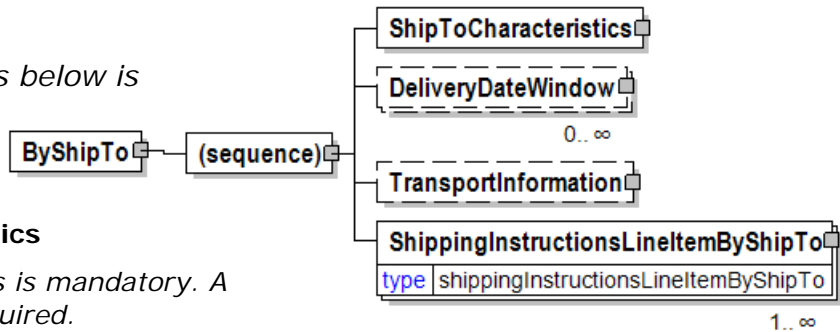 s below is
ics
s is mandatory. A
uired.
ByShipTo
(sequence)
ShipToCharacteristics
DeliveryDateWindow
0.. ∞
TransportInformation
ShippingInstructionsLineItemByShipTo
type shippingInstructionsLineItemByShipTo
1.. ∞